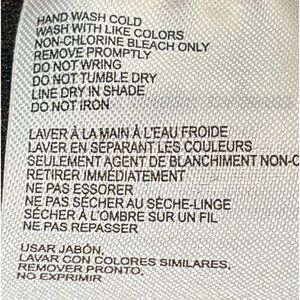 HAND WASH COLD
WASH WITH LIKE COLORS
NON-CHLORINE BLEACH ONLY
REMOVE PROMPTLY
DO NOT WRING
DO NOT TUMBLE DRY
LINE DRY IN SHADE
DO NOT IRON
LAVER À LA MAIN À L'EAU FROIDE
LAVER EN SÉPARANT LES COULEURS
SEULEMENT AGENT DE BLANCHIMENT NON-C
RETIRER IMMÉDIATEMENT
NE PAS ESSORER
NE PAS SÉCHER AU SÈCHE-LINGE
SÉCHER À L'OMBRE SUR UN FIL
NE PAS REPASSER
USAR JABÓN,
LAVAR CON COLORES SIMILARES,
REMOVER PRONTO,
NO EXPRIMIR